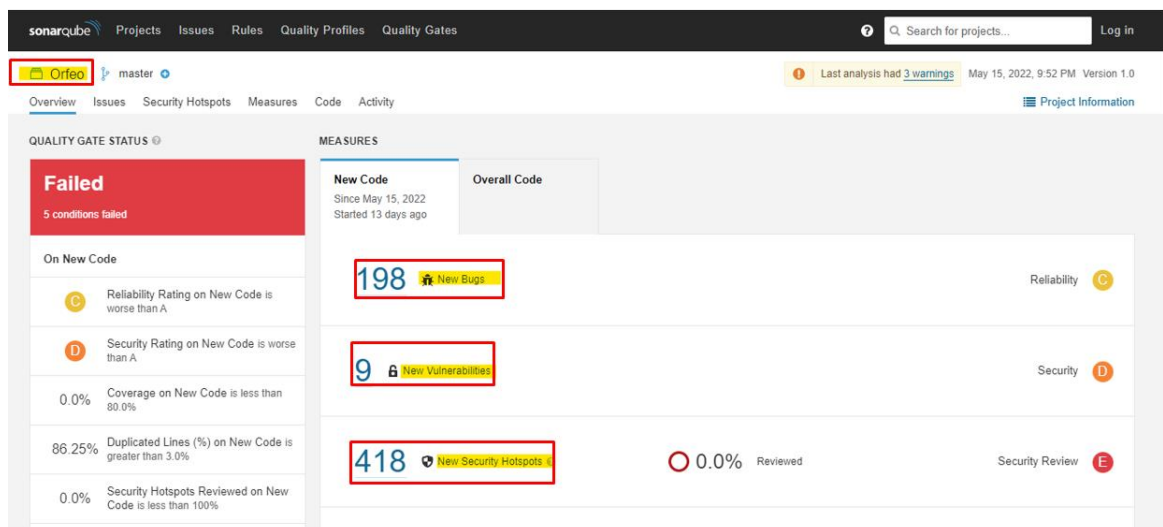 sonarqube Projects Issues Rules Quality Profiles Quality Gates Search for projects... Log in
Orfeo master Last analysis had 3 warnings May 15, 2022, 9:52 PM Version 1.0
Overview Issues Security Hotspots Measures Code Activity Project Information
QUALITY GATE STATUS
Failed
5 conditions failed
On New Code
C Reliability Rating on New Code is
worse than A
D Security Rating on New Code is worse
than A
0.0% Coverage on New Code is less than
80.0%
86.25% Duplicated Lines (%) on New Code is
greater than 3.0%
0.0% Security Hotspots Reviewed on New
Code is less than 100%
MEASURES
New Code Overall Code
Since May 15, 2022
Started 13 days ago
198 New Bugs Reliability C
9 New Vulnerabilities Security D
418 New Security Hotspots 0.0% Reviewed Security Review E